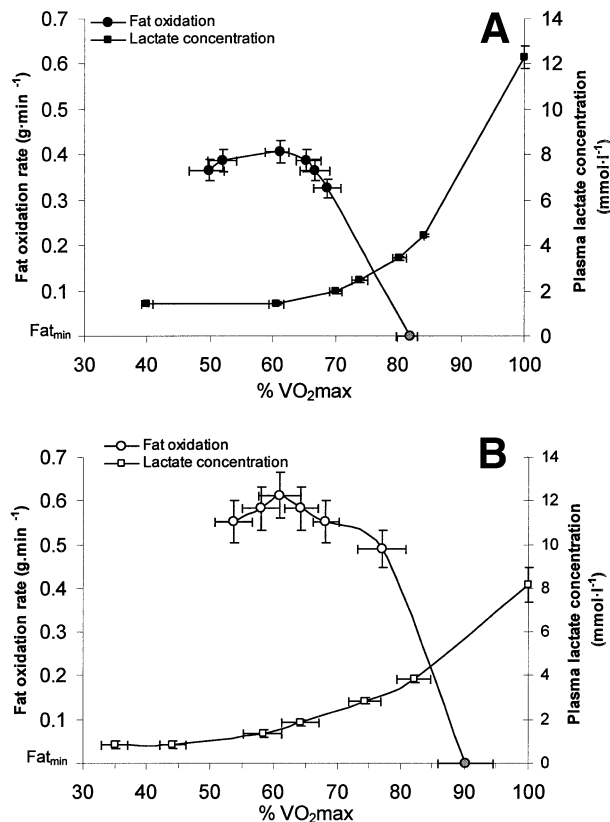 Fat oxidation
Lactate concentration
A
0.7
0.6
0.5
0.4
0.3
0.2
0.1
Fatmin
Fat oxidation rate (g·min -1)
14
12
10
8
6
4
2
0
Plasma lactate concentration
(mmol·l-1)
30 40 50 60 70 80 90 100
% VO2max
Fat oxidation
Lactate concentration
B
0.7
0.6
0.5
0.4
0.3
0.2
0.1
Fatmin
Fat oxidation rate (g.min -1)
14
12
10
8
6
4
2
0
Plasma lactate concentration
(mmol·l-1)
30 40 50 60 70 80 90 100
% VO2max